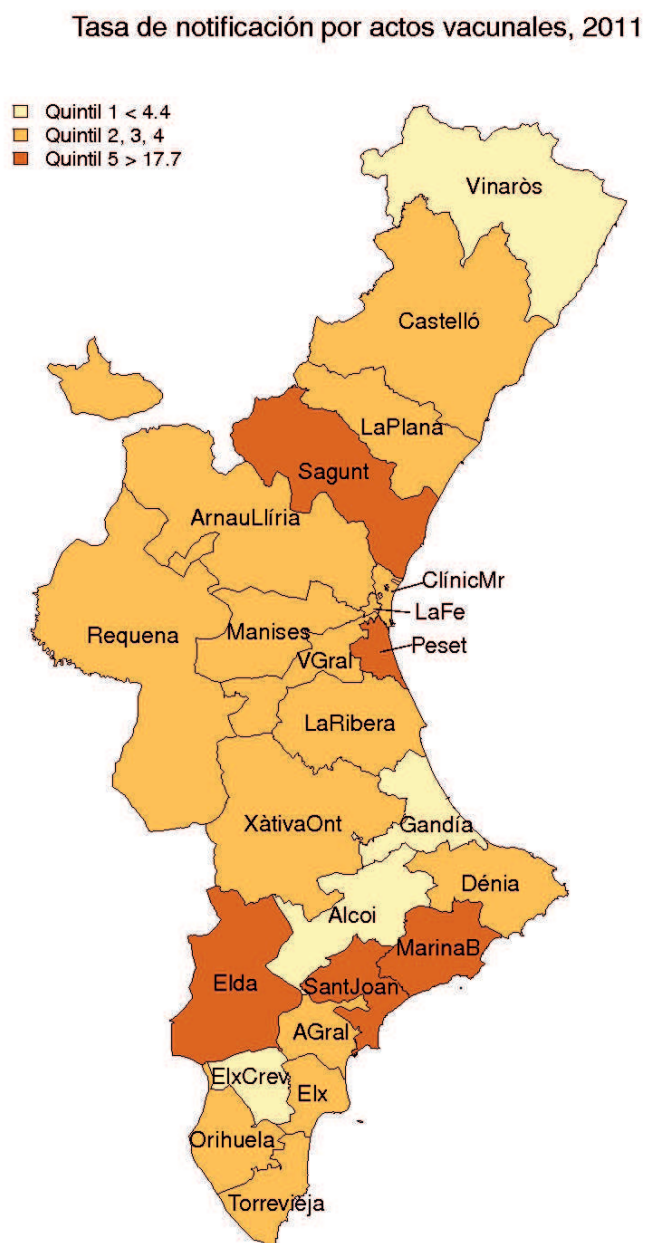 Tasa de notificación por actos vacunales, 2011
Quintil 1 < 4.4
Quintil 2, 3, 4
Quintil 5 > 17.7
Vinaròs
Castelló
LaPlana
Sagunt
ArnauLlíria
ClínicMr
LaFe
Requena
Manises
Peset
VGral
LaRibera
XàtivaOnt
Gandía
Dénia
Alcoi
MarinaB
Elda
SantJoan
AGral
ElxCrev
Elx
Orihuela
Torrevieja